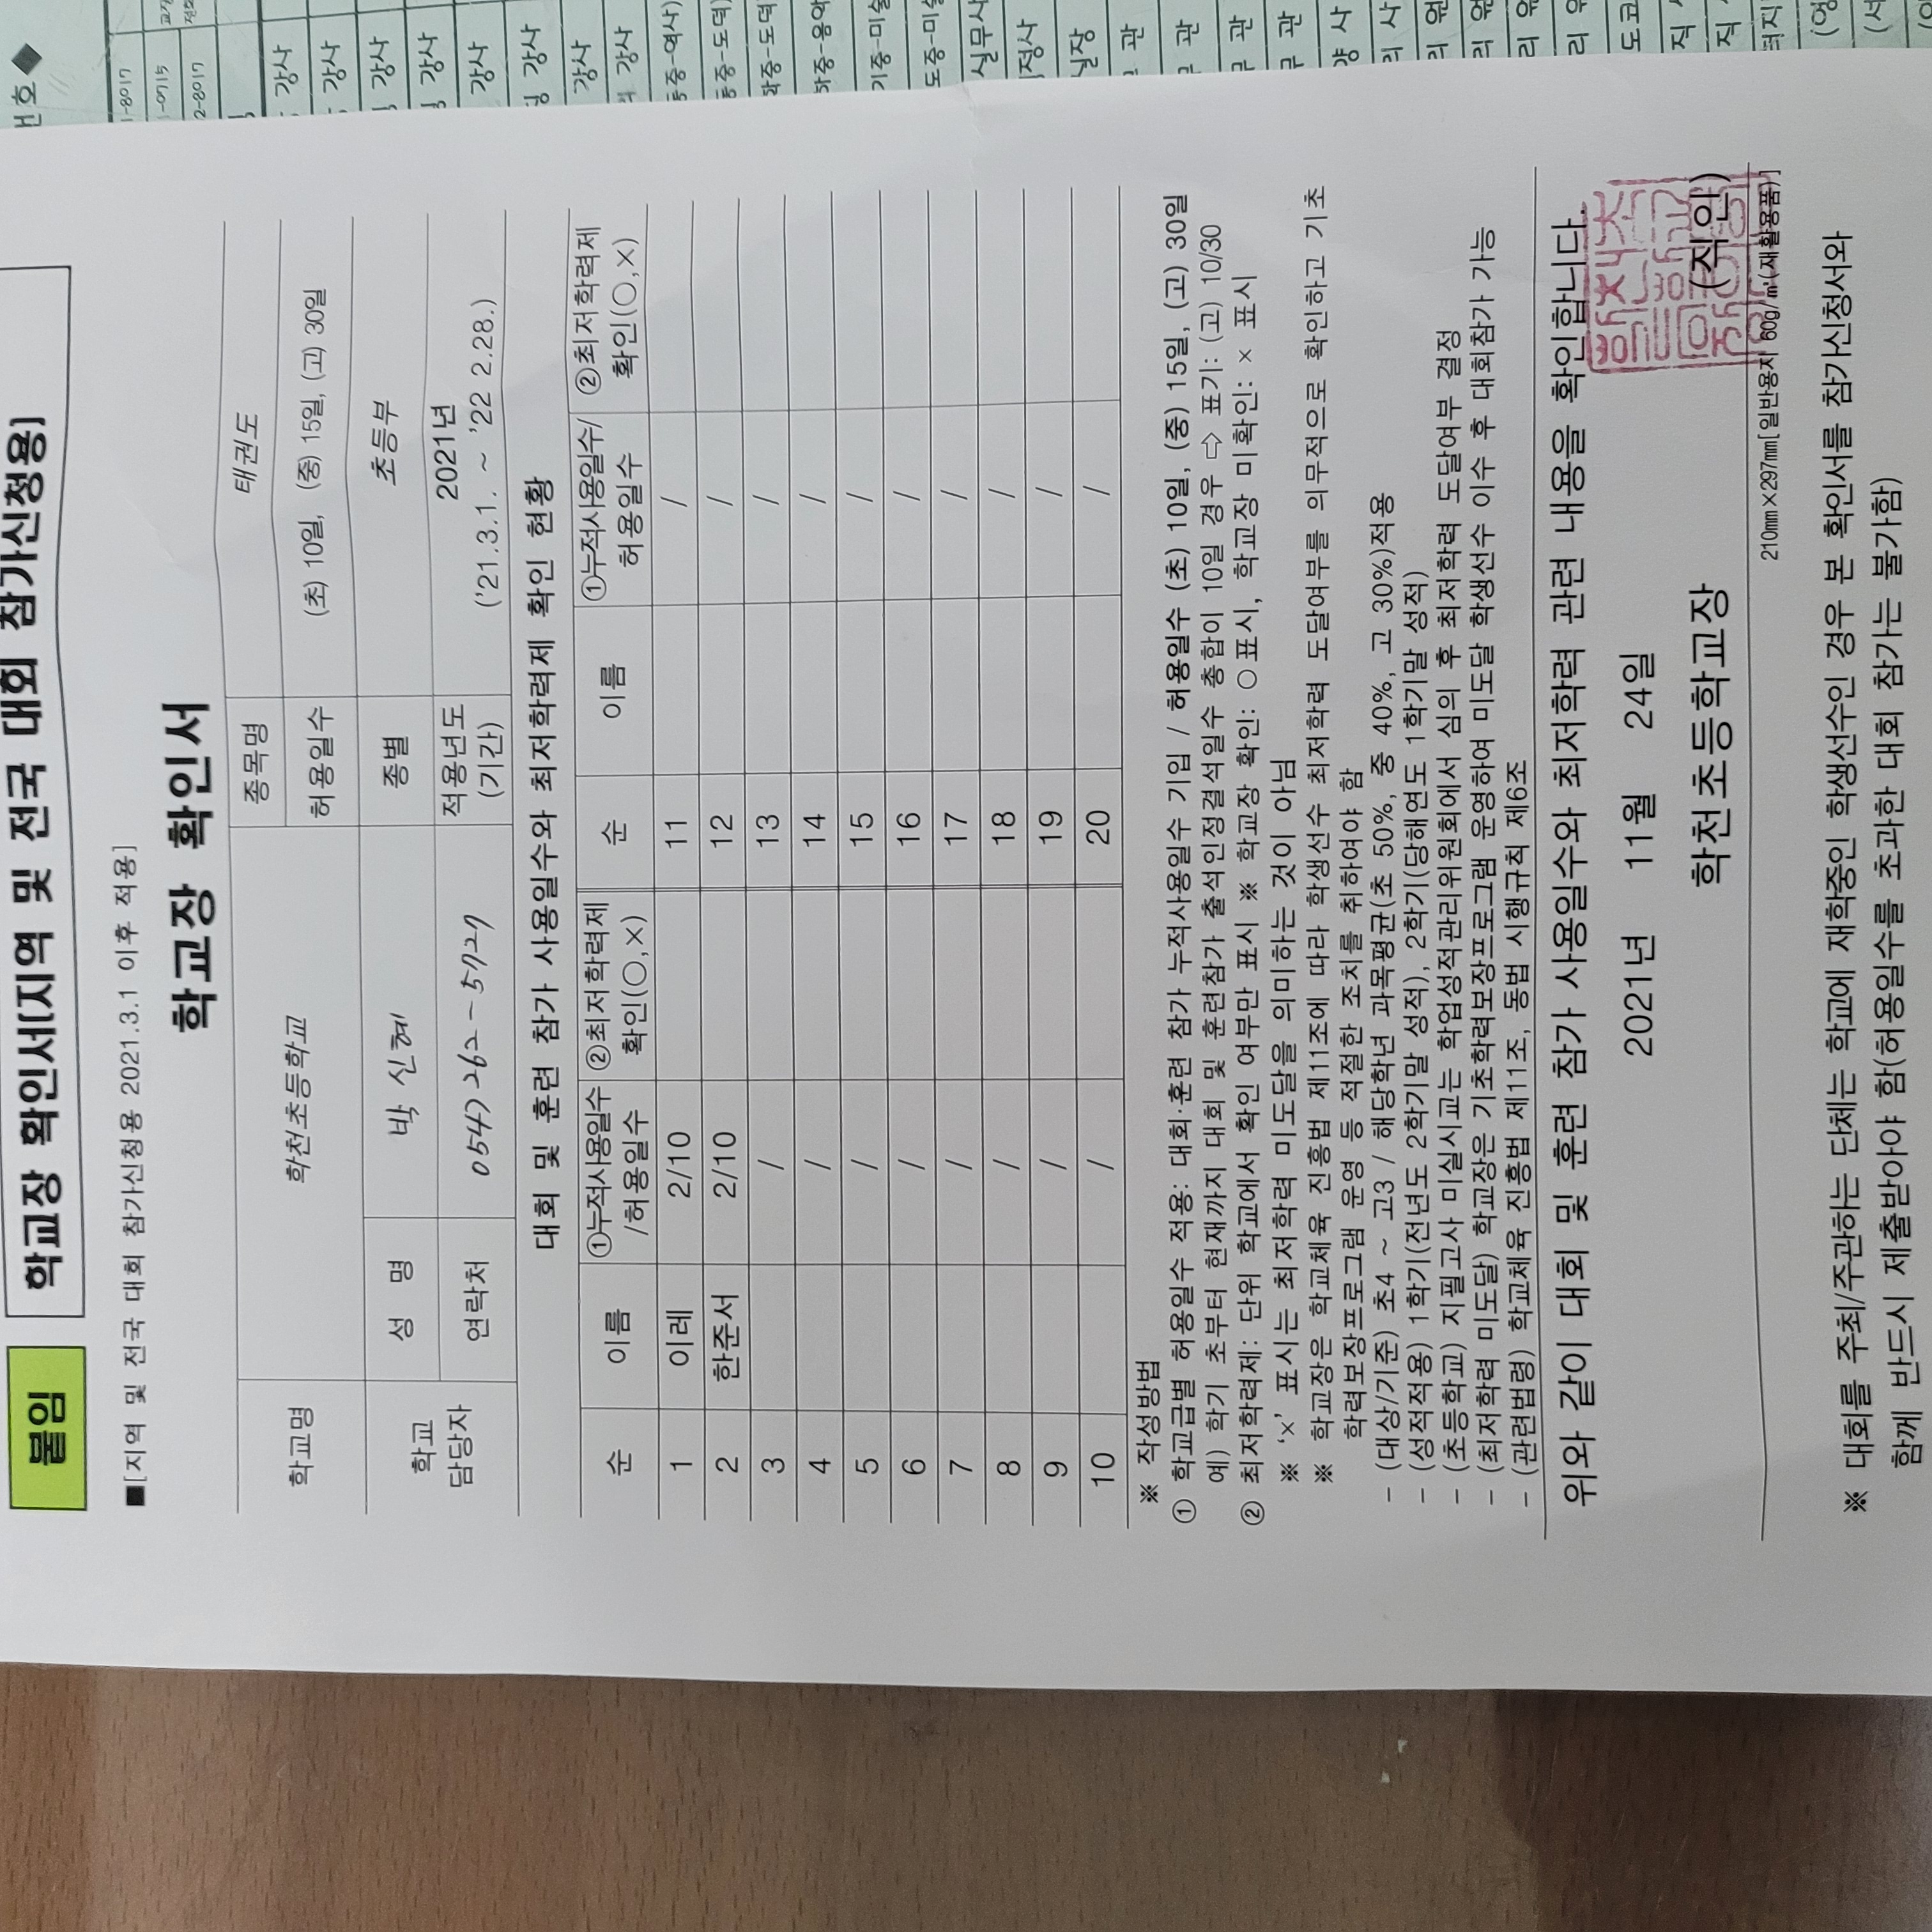 붙임 학교장 확인서[지역 및 전국 대회 참가신청용]
■[지역 및 전국 대회 참가신청용 2021.3.1 이후 적용]
학교장 확인서
학교명 학천초등학교 종목명 태권도
허용일수 (초) 10일, (중) 15일, (고) 30일
학교 담당자 성 명 박 신혜 종별 초등부
연락처 054) 262-5727 적용년도 (기간) 2021년 ('21.3.1. ~ '22 2.28.)
대회 및 훈련 참가 사용일수와 최저학력제 확인 현황
순 이름 ①누적사용일수/허용일수 ②최저학력제 확인(○,×) 순 이름 ①누적사용일수/허용일수 ②최저학력제 확인(○,×)
1 이레 2/10 11 /
2 한준서 2/10 12 /
3 / 13 /
4 / 14 /
5 / 15 /
6 / 16 /
7 / 17 /
8 / 18 /
9 / 19 /
10 / 20 /
※ 작성방법
① 학교급별 허용일수 적용: 대회·훈련 참가 누적사용일수 기입 / 허용일수 (초) 10일, (중) 15일, (고) 30일
예) 학기 초부터 현재까지 대회 및 훈련참가 출석인정결석일수 총합이 10일 경우 ⇨ 표기: (고) 10/30
② 최저학력제: 단위 학교에서 확인 여부만 표시 ※ 학교장 확인: ○표시, 학교장 미확인: × 표시
※ '×' 표시는 최저학력 미도달을 의미하는 것이 아님
※ 학교장은 학교체육 진흥법 제11조에 따라 학생선수 최저학력 도달여부를 의무적으로 확인하고 기초
학력보장프로그램 운영 등 적절한 조치를 취하여야 함
- (대상/기준) 초4 ~ 고3 / 해당학년 과목평균(초 50%, 중 40%, 고 30%)적용
- (성적적용) 1학기(전년도 2학기말 성적), 2학기(당해연도 1학기말 성적)
- (초등학교) 지필고사 미실시교는 학업성적관리위원회에서 심의 후 최저학력 도달여부 결정
- (최저학력 미도달) 학교장은 기초학력보장프로그램 운영하여 미도달 학생선수 이수 후 대회참가 가능
- (관련법령) 학교체육 진흥법 제11조, 동법 시행규칙 제6조
위와 같이 대회 및 훈련 참가 사용일수와 최저학력 관련 내용을 확인합니다.
2021년 11월 24일
학천초등학교장 (직인)
210mm×297mm[일반용지 60g/㎡(재활용품)]
※ 대회를 주최/주관하는 단체는 학교에 재학중인 학생선수인 경우 본 확인서를 참가신청서와
함께 반드시 제출받아야 함(허용일수를 초과한 대회 참가는 불가함)